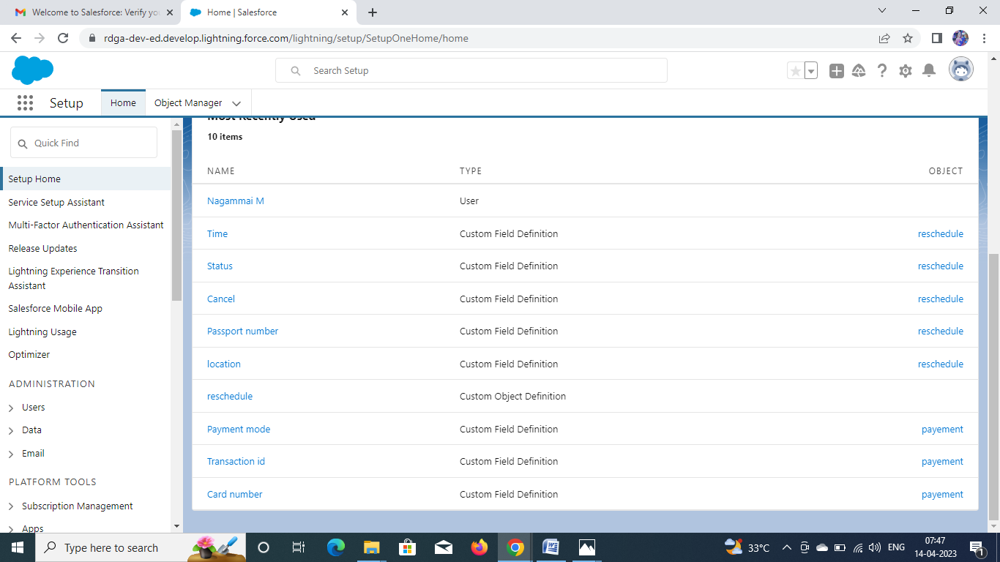 Welcome to Salesforce: Verify yo
Home | Salesforce
rdga-dev-ed.develop.lightning.force.com/lightning/setup/SetupOneHome/home
Search Setup
Setup
Home
Object Manager
Quick Find
Setup Home
Service Setup Assistant
Multi-Factor Authentication Assistant
Release Updates
Lightning Experience Transition
Assistant
Salesforce Mobile App
Lightning Usage
Optimizer
ADMINISTRATION
Users
Data
Email
PLATFORM TOOLS
Subscription Management
Apps
Most Recently Used
10 items
NAME TYPE OBJECT
Nagammai M User
Time Custom Field Definition reschedule
Status Custom Field Definition reschedule
Cancel Custom Field Definition reschedule
Passport number Custom Field Definition reschedule
location Custom Field Definition reschedule
reschedule Custom Object Definition
Payment mode Custom Field Definition payement
Transaction id Custom Field Definition payement
Card number Custom Field Definition payement
Type here to search
33°C
ENG
07:47
14-04-2023
1